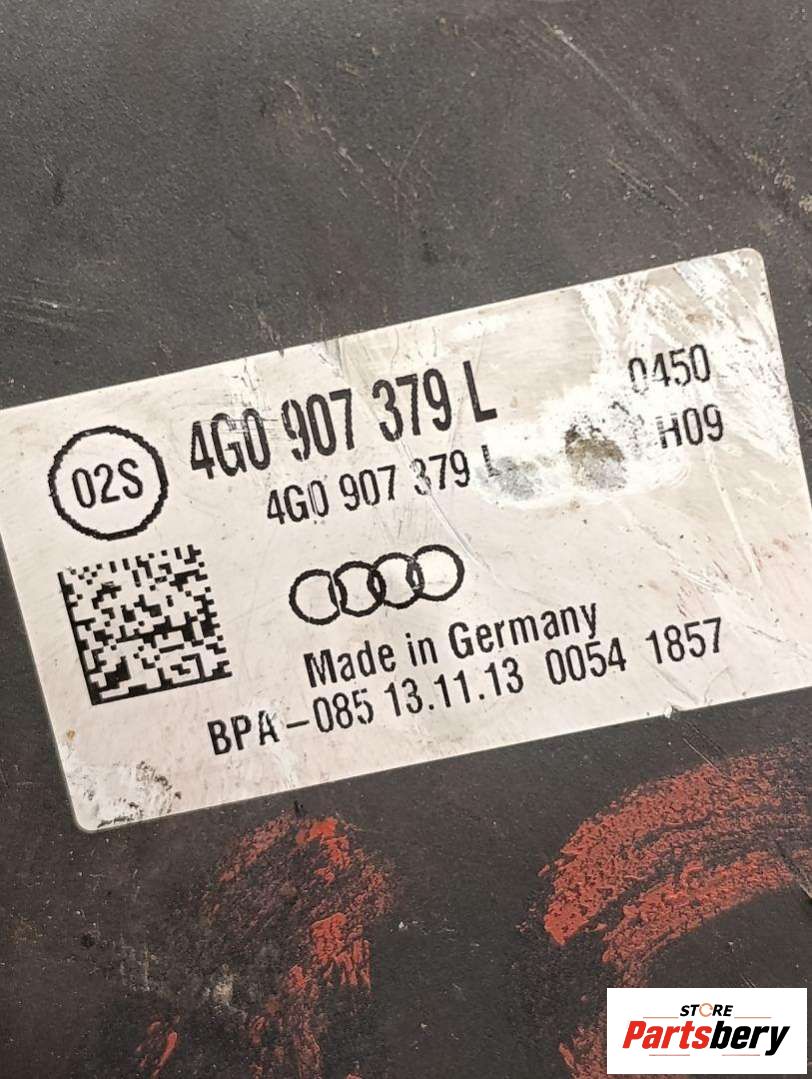 02S
4G0 907 379 L
0450
4G0 907 379 L
H09
Made in Germany
BPA-085 13.11.13 0054 1857
STORE
Partsbery